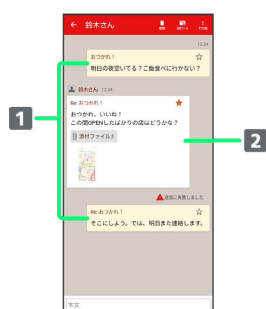 鈴木さん
12:34
おつかれ！
明日の夜空いてる？ご飯食べに行かない？
鈴木さん 12:34
Re: おつかれ！
おつかれ、いいね！
この間OPENしたばかりの店はどうかな？
添付ファイル1
送信に失敗しました
Re: おつかれ！
そこにしよう。では、明日また連絡します。
本文
1
2